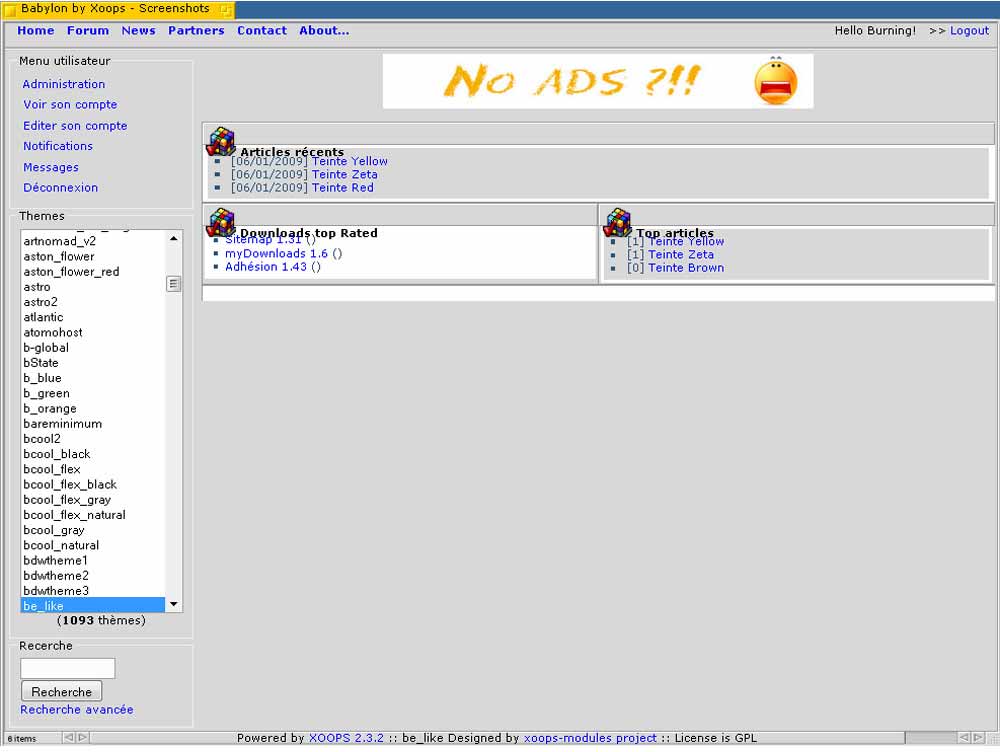 Babylon by Xoops - Screenshots
Home Forum News Partners Contact About... Hello Burning! >> Logout
Menu utilisateur
Administration
Voir son compte
Editer son compte
Notifications
Messages
Déconnexion
No ADS ?!!
Articles récents
[06/01/2009] Teinte Yellow
[06/01/2009] Teinte Zeta
[06/01/2009] Teinte Red
Downloads top Rated
Sitemap 1.31 ()
myDownloads 1.6 ()
Adhésion 1.43 ()
Top articles
[1] Teinte Yellow
[1] Teinte Zeta
[0] Teinte Brown
Themes
artnomad_v2
aston_flower
aston_flower_red
astro
astro2
atlantic
atomohost
b-global
bState
b_blue
b_green
b_orange
bareminimum
bcool2
bcool_black
bcool_flex
bcool_flex_black
bcool_flex_gray
bcool_flex_natural
bcool_gray
bcool_natural
bdwtheme1
bdwtheme2
bdwtheme3
be_like
(1093 thèmes)
Recerche
Recherche
Recherche avancée
6 items
Powered by XOOPS 2.3.2 :: be_like Designed by xoops-modules project :: License is GPL